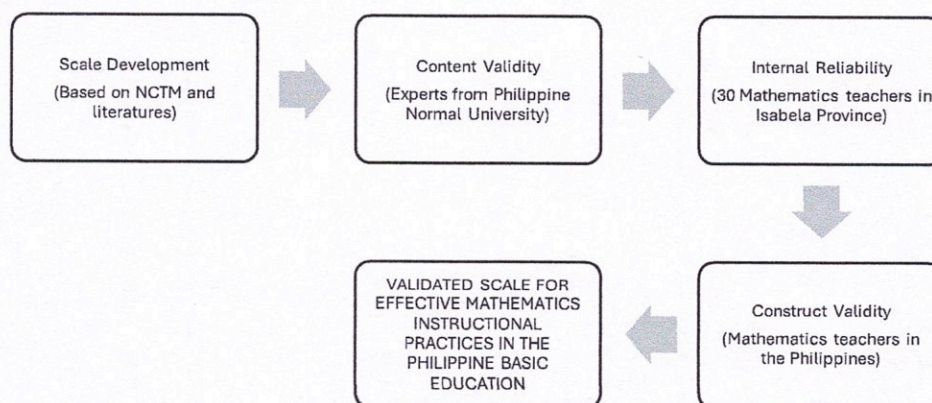 Scale Development
(Based on NCTM and
literatures)
Content Validity
(Experts from Philippine
Normal University)
Internal Reliability
(30 Mathematics teachers in
Isabela Province)
VALIDATED SCALE FOR
EFFECTIVE MATHEMATICS
INSTRUCTIONAL
PRACTICES IN THE
PHILIPPINE BASIC
EDUCATION
Construct Validity
(Mathematics teachers in
the Philippines)